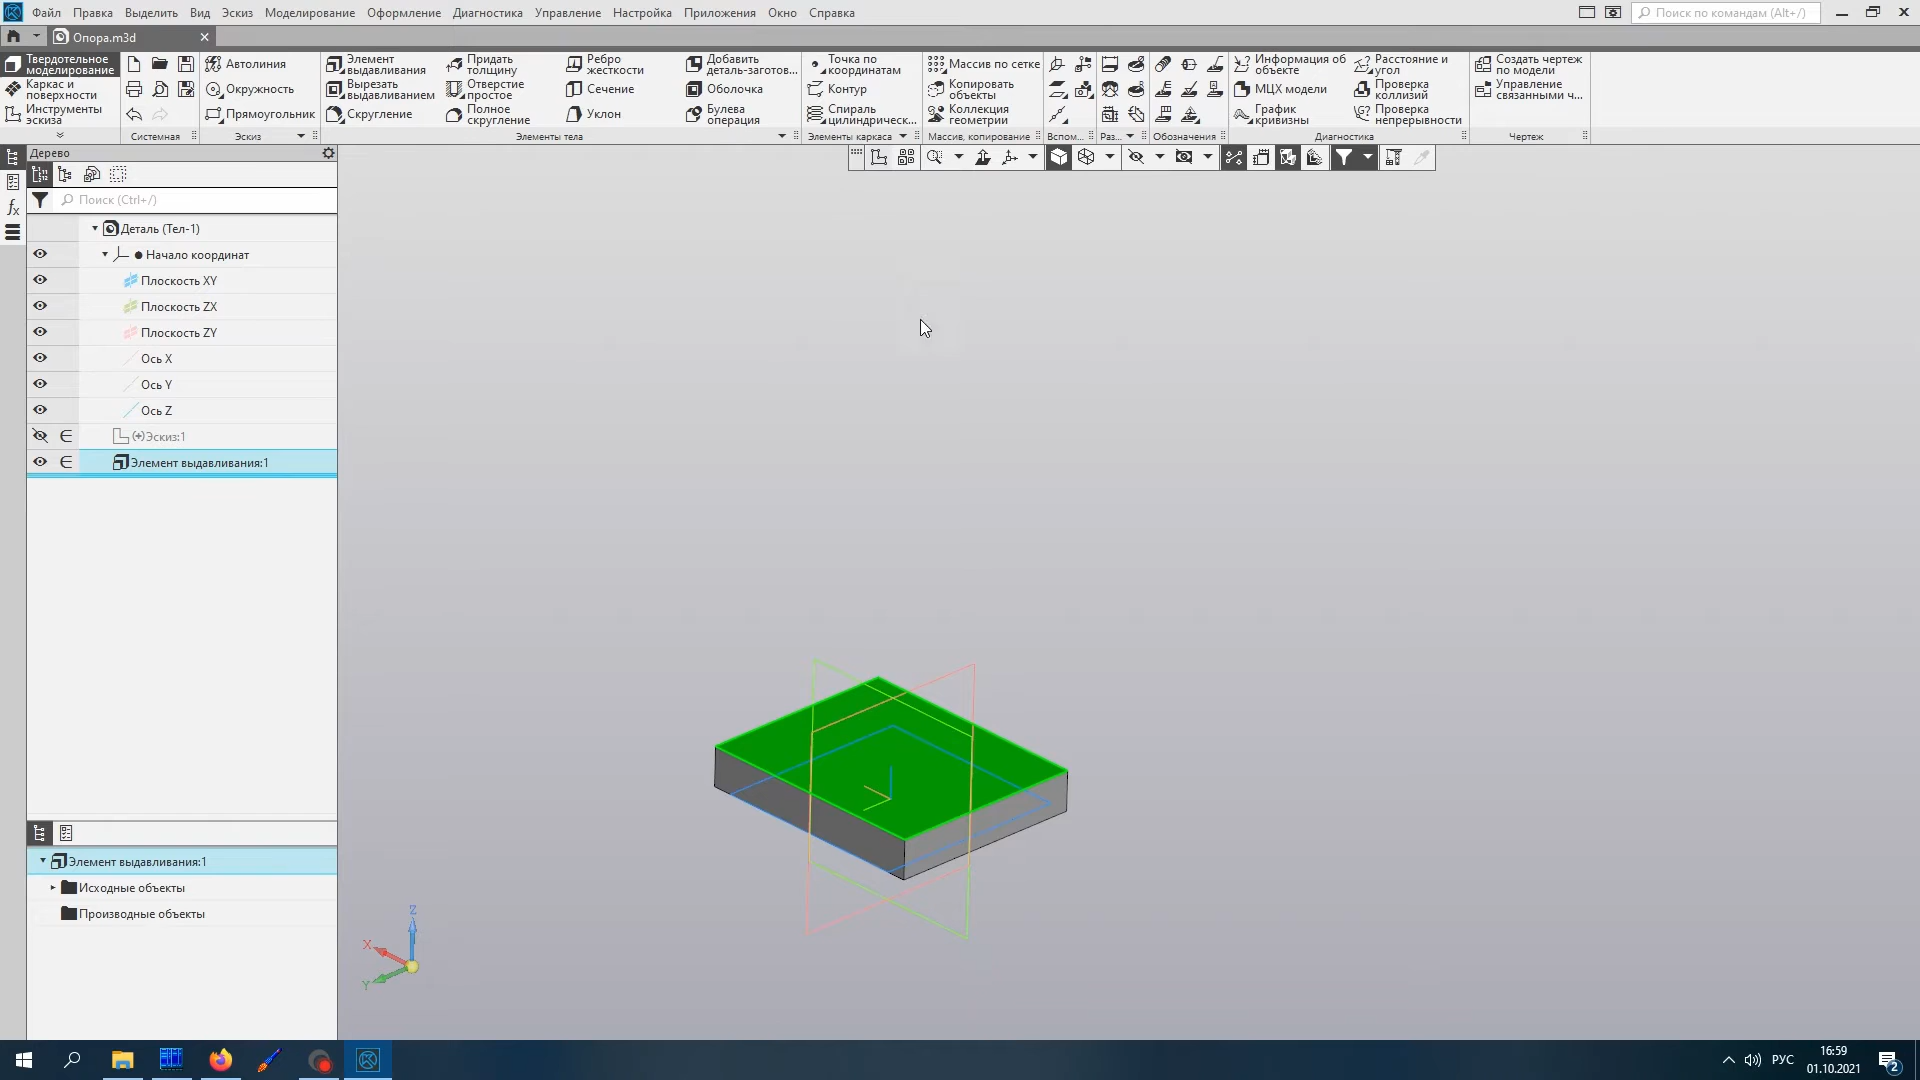 Файл Правка Выделить Вид Эскиз Моделирование Оформление Диагностика Управление Настройка Приложения Окно Справка
Поиск по командам (Alt+/)
Опора.m3d
Твердотельное моделирование
Каркас и поверхности
Инструменты эскиза
Системная
Автолиния
Окружность
Прямоугольник
Эскиз
Элемент выдавливания
Вырезать выдавливанием
Скругление
Придать толщину
Отверстие простое
Полное скругление
Ребро жесткости
Сечение
Уклон
Добавить деталь-заготов...
Оболочка
Булева операция
Элементы тела
Точка по координатам
Контур
Спираль цилиндрическ...
Элементы каркаса
Массив по сетке
Копировать объекты
Коллекция геометрии
Массив, копирование
Вспом...
Раз...
Обозначения
Информация об объекте
МЦХ модели
График кривизны
Расстояние и угол
Проверка коллизий
Проверка непрерывности
Диагностика
Создать чертеж по модели
Управление связанными ч...
Чертеж
Дерево
Поиск (Ctrl+/)
fx
Деталь (Тел-1)
Начало координат
Плоскость XY
Плоскость ZX
Плоскость ZY
Ось X
Ось Y
Ось Z
(+)Эскиз:1
Элемент выдавливания:1
Элемент выдавливания:1
Исходные объекты
Производные объекты
Z
X
Y
РУС
16:59
01.10.2021
2